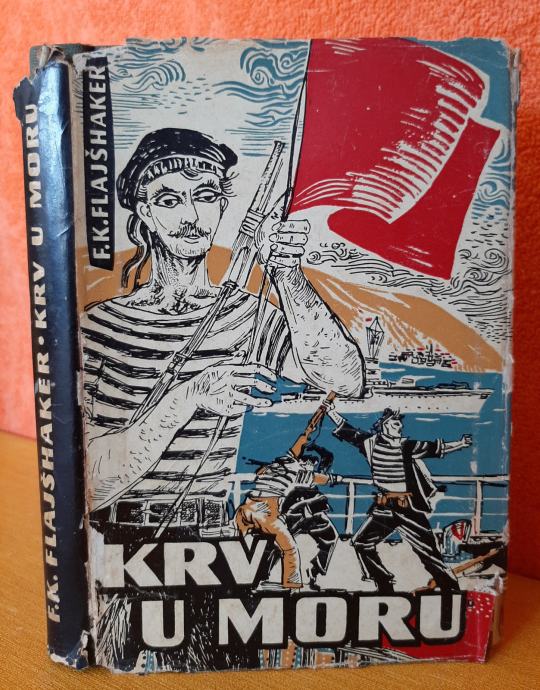 F.K. FLAJŠHAKER · KRV U MORU
F.K. FLAJŠHAKER
KRV
U MORU